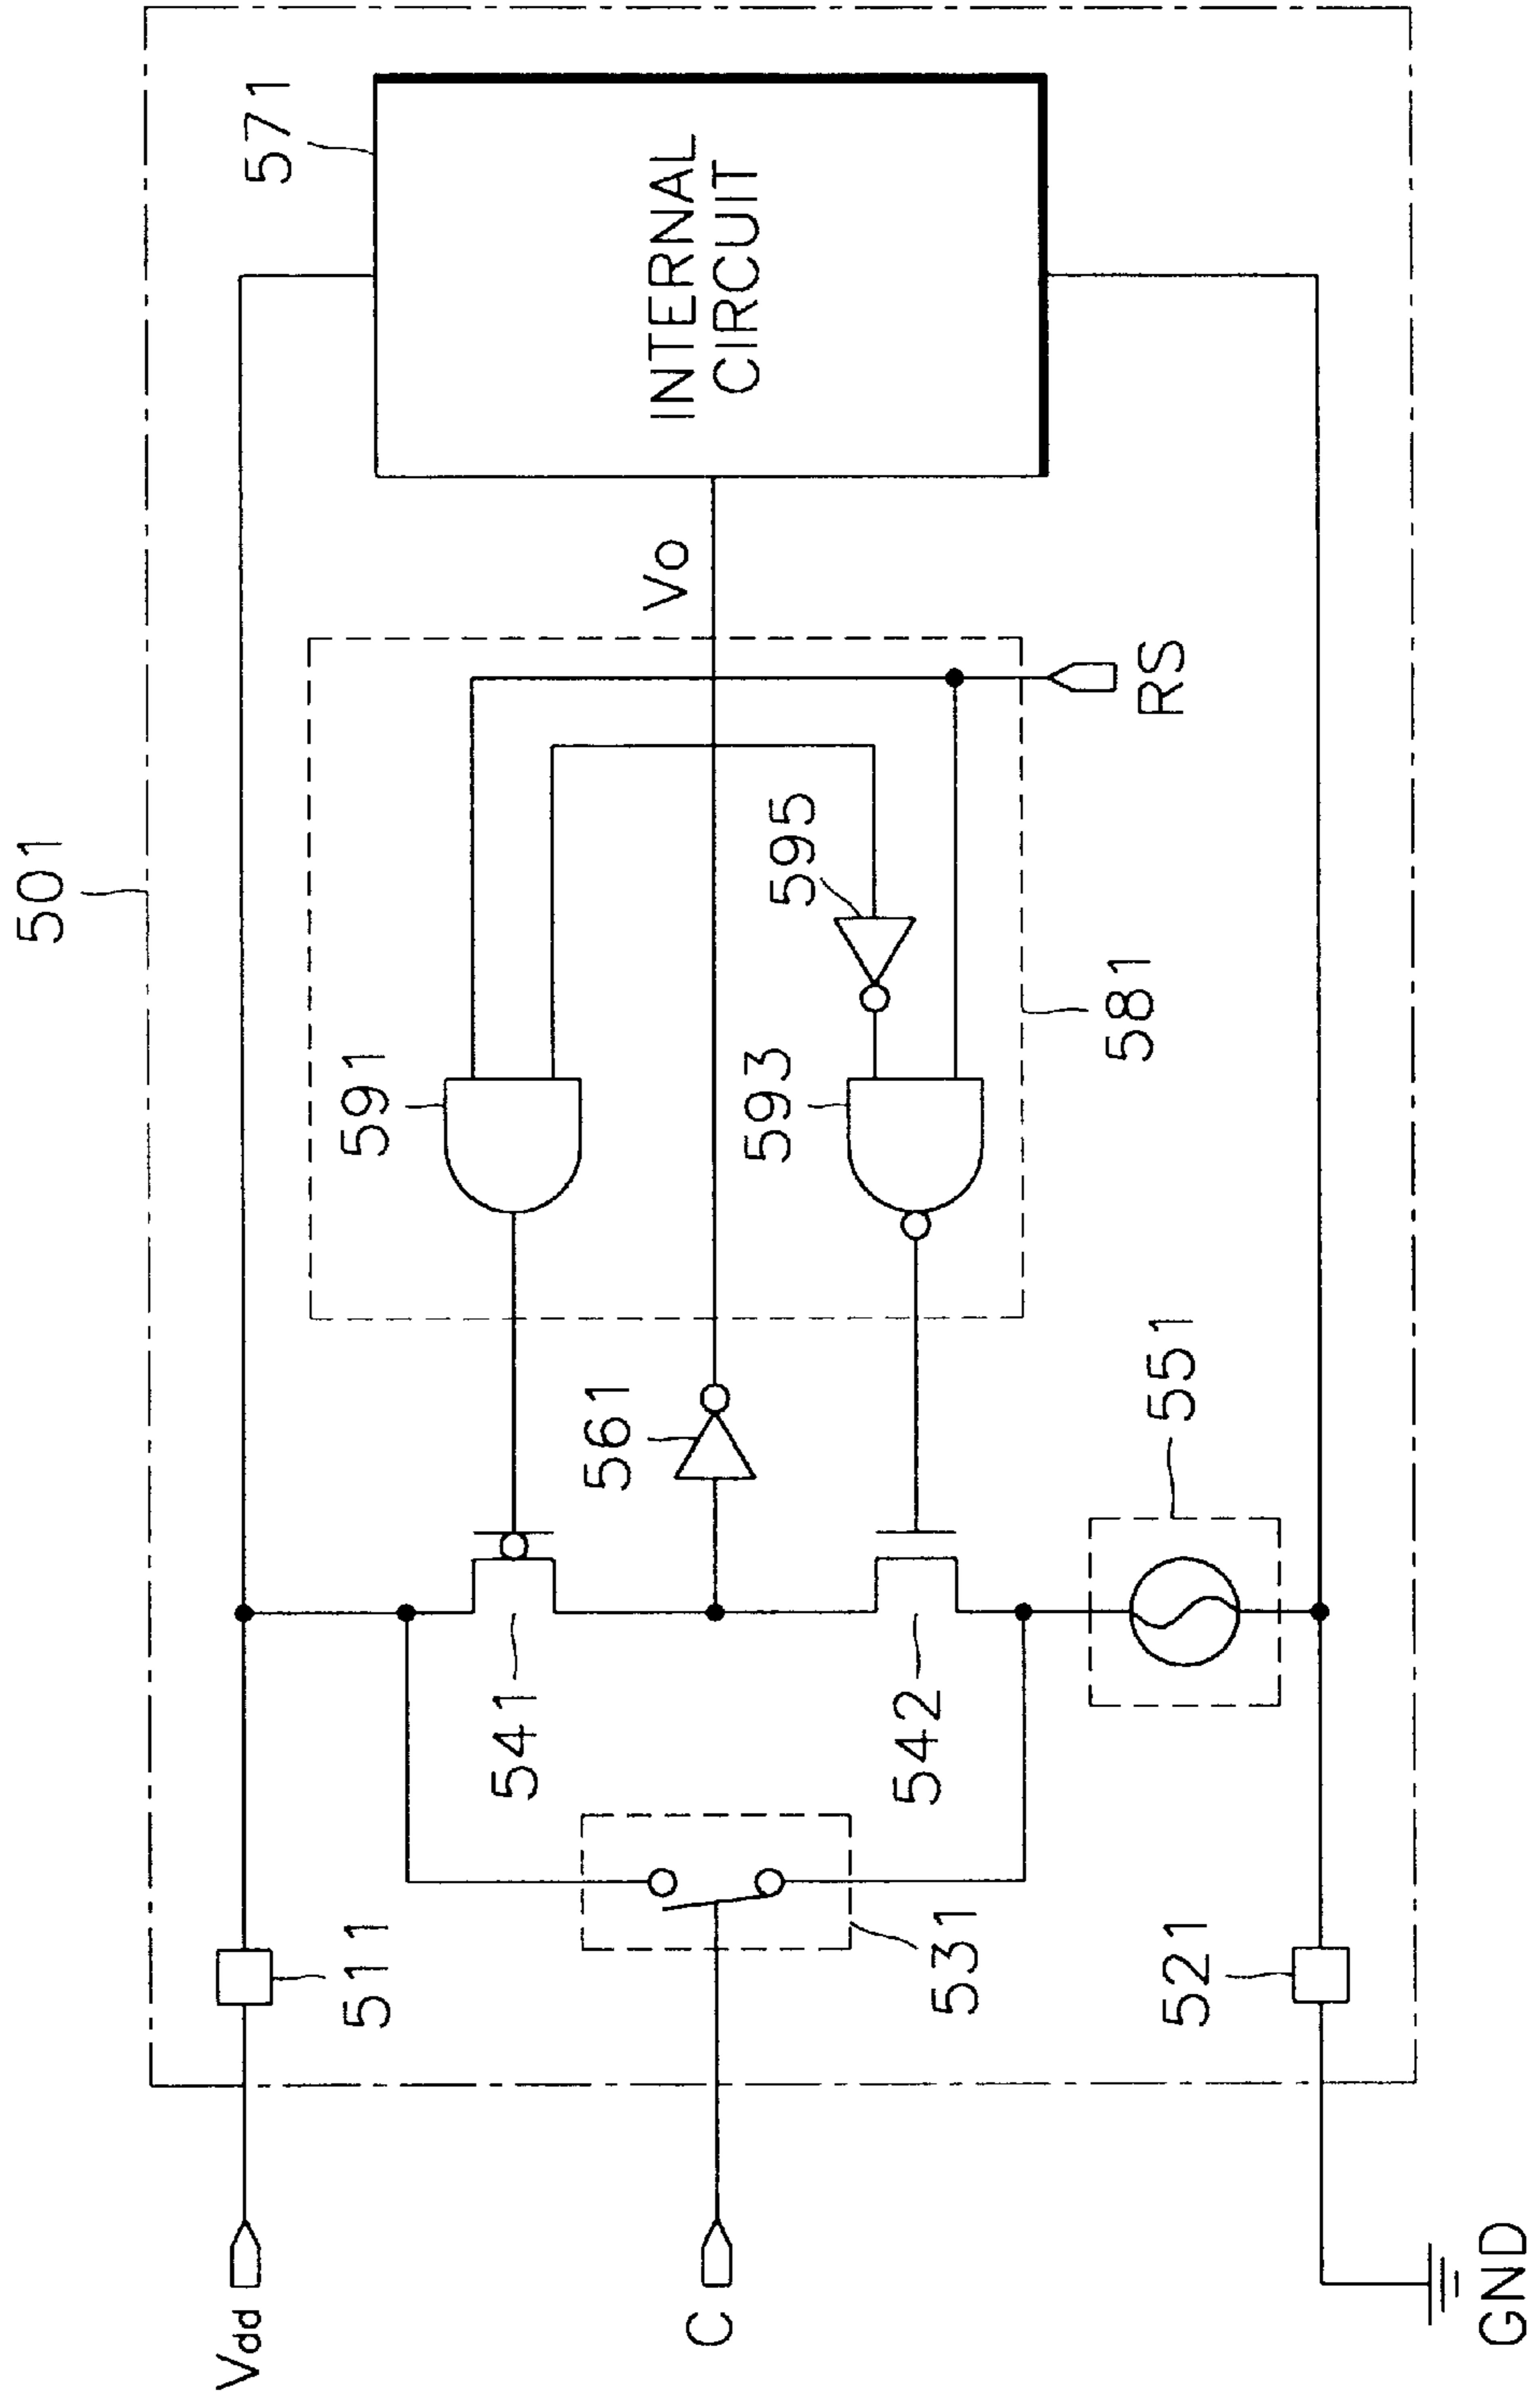 501
Vdd
511
571
INTERNAL
CIRCUIT
541
591
C
531
561
Vo
542
593
595
581
RS
551
521
GND